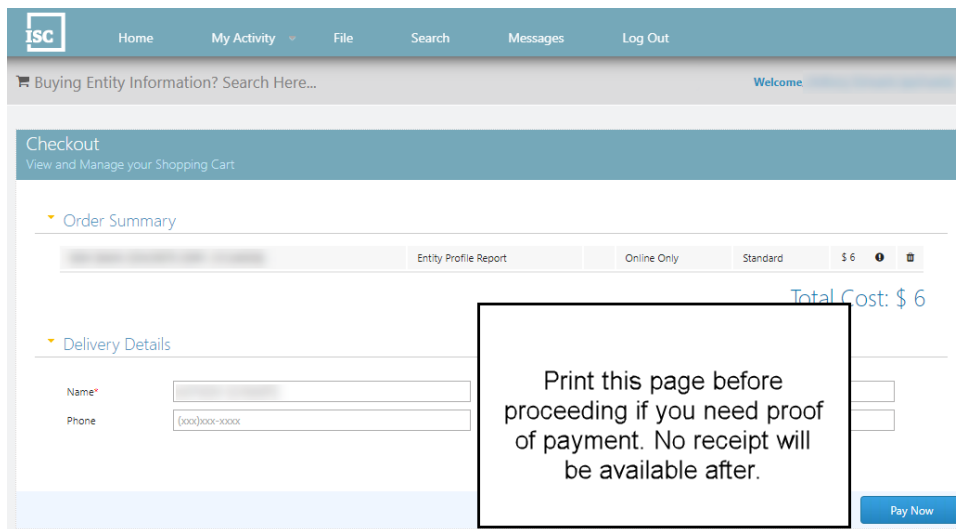 ISC Home My Activity File Search Messages Log Out
Buying Entity Information? Search Here... Welcome
Checkout
View and Manage your Shopping Cart
Order Summary
Entity Profile Report Online Only Standard $ 6
Total Cost: $ 6
Delivery Details
Name*
Phone (xxx)xxx-xxxx
Print this page before
proceeding if you need proof
of payment. No receipt will
be available after.
Pay Now